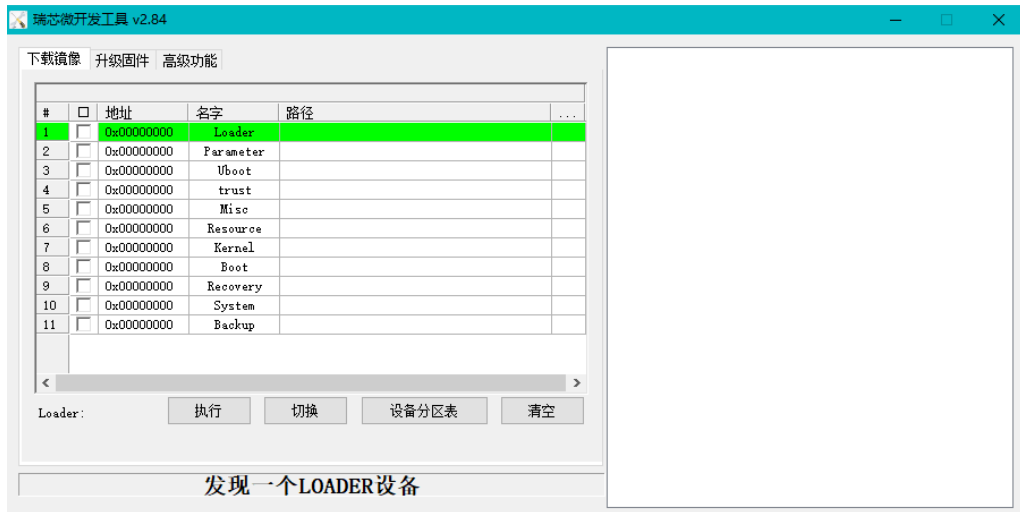 瑞芯微开发工具 v2.84
下载镜像 升级固件 高级功能
# 地址 名字 路径 ...
1 0x00000000 Loader
2 0x00000000 Parameter
3 0x00000000 Uboot
4 0x00000000 trust
5 0x00000000 Misc
6 0x00000000 Resource
7 0x00000000 Kernel
8 0x00000000 Boot
9 0x00000000 Recovery
10 0x00000000 System
11 0x00000000 Backup
Loader: 执行 切换 设备分区表 清空
发现一个LOADER设备